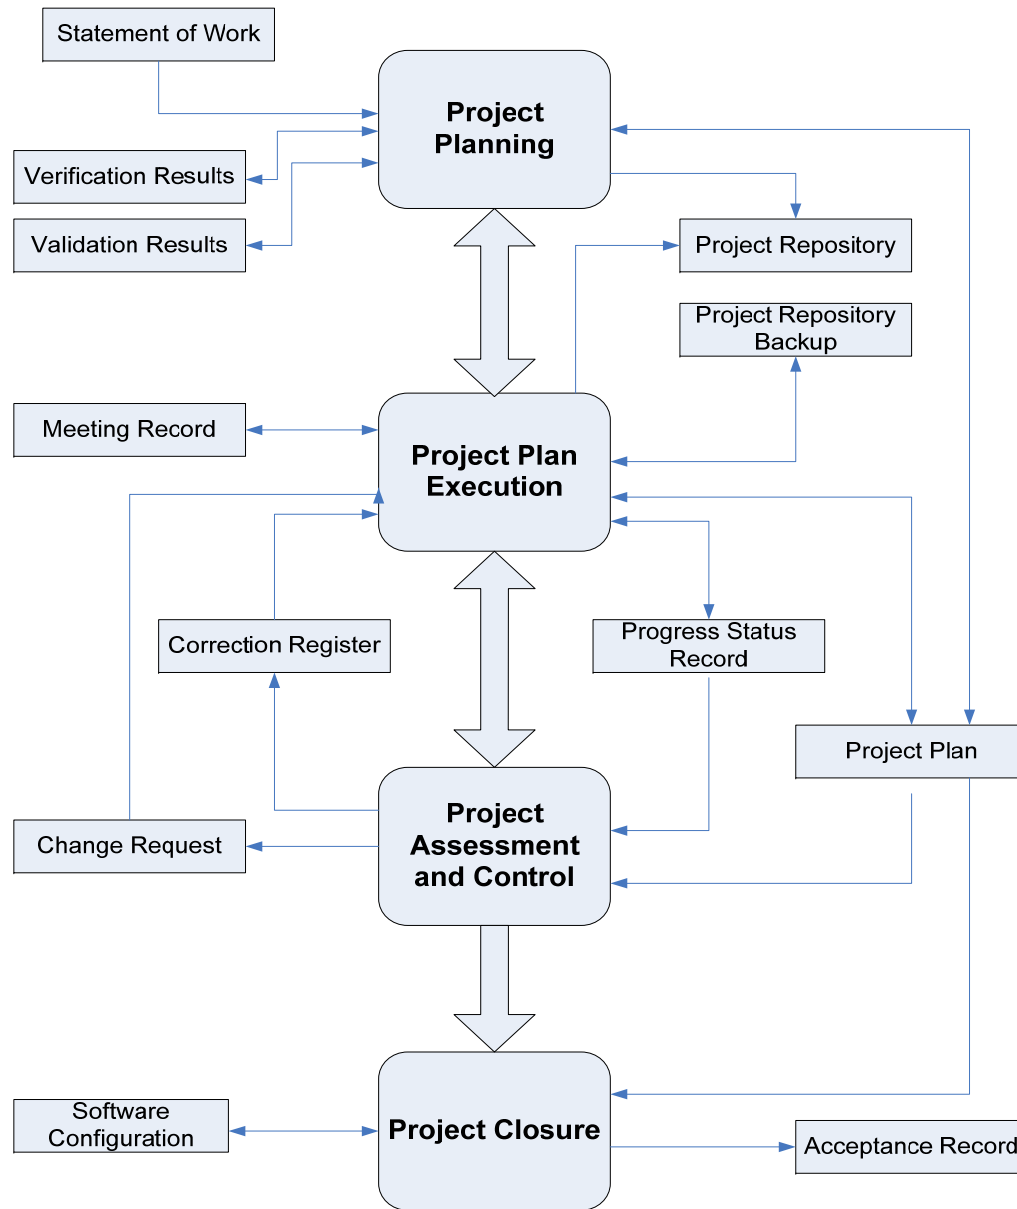 Statement of Work
Project
Planning
Verification Results
Validation Results
Project Repository
Project Repository
Backup
Meeting Record
Project Plan
Execution
Correction Register
Progress Status
Record
Project Plan
Project
Assessment
and Control
Change Request
Software
Configuration
Project Closure
Acceptance Record